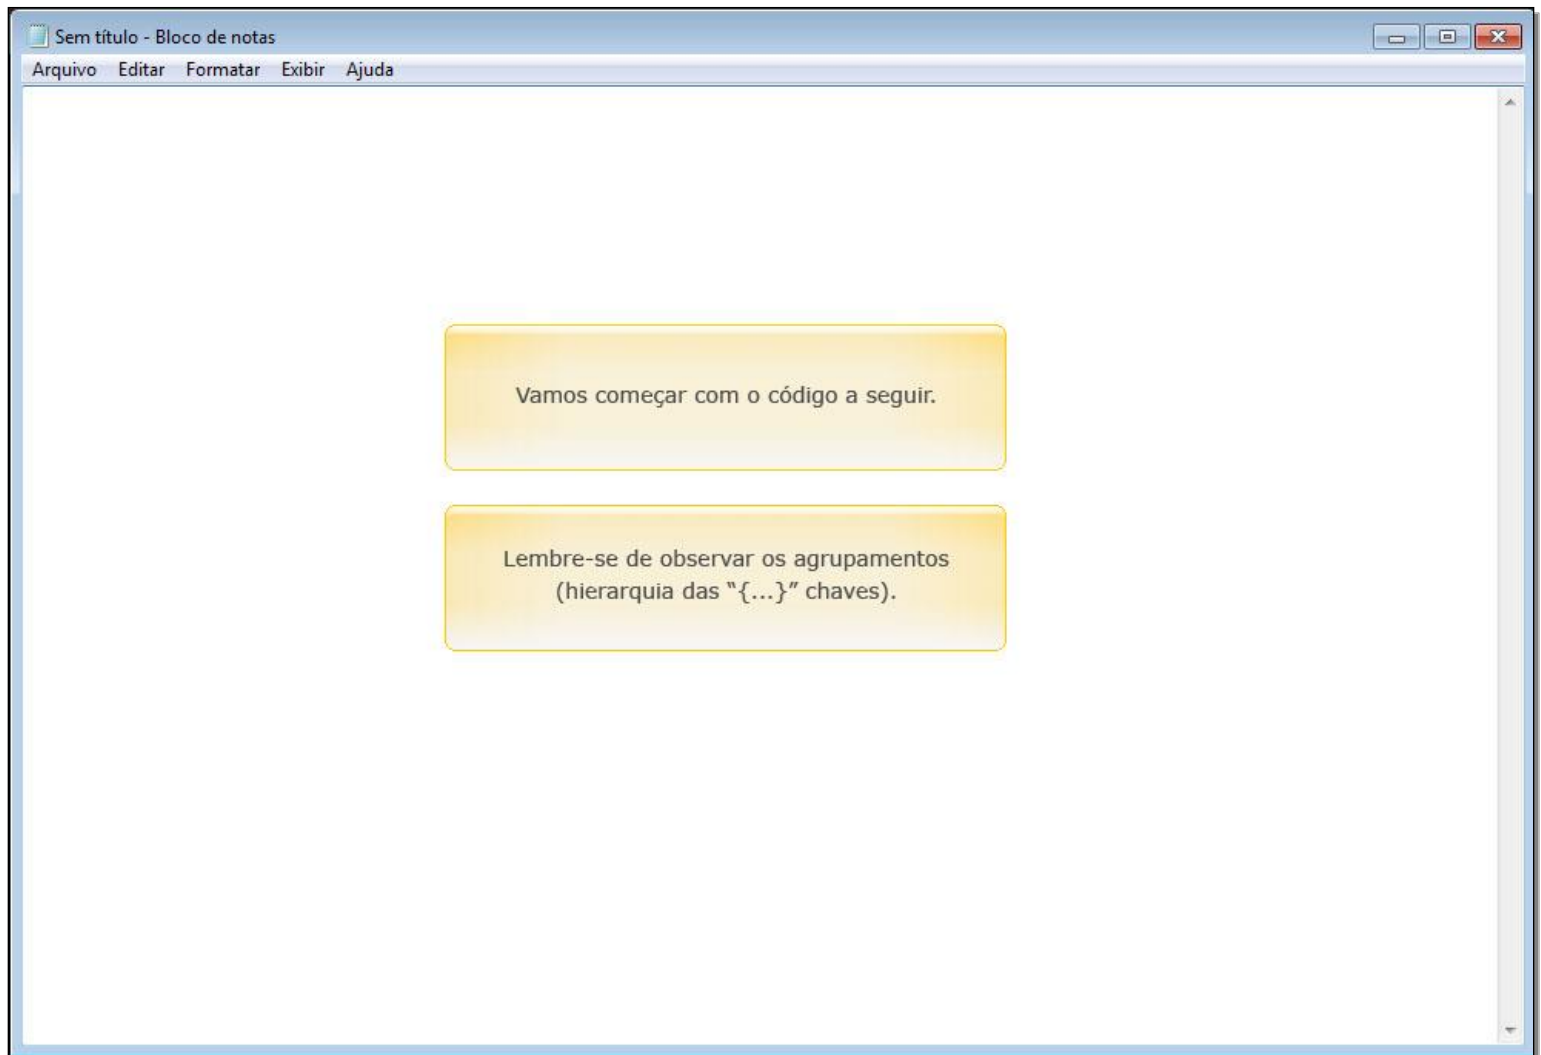 Sem título - Bloco de notas
Arquivo Editar Formatar Exibir Ajuda
Vamos começar com o código a seguir.
Lembre-se de observar os agrupamentos
(hierarquia das “{...}” chaves).